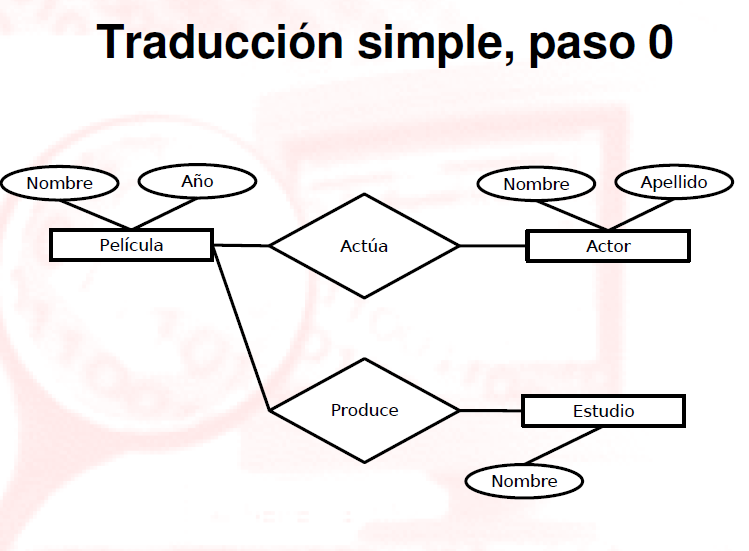 Traducción simple, paso 0
Nombre
Año
Nombre
Apellido
Película
Actúa
Actor
Produce
Estudio
Nombre